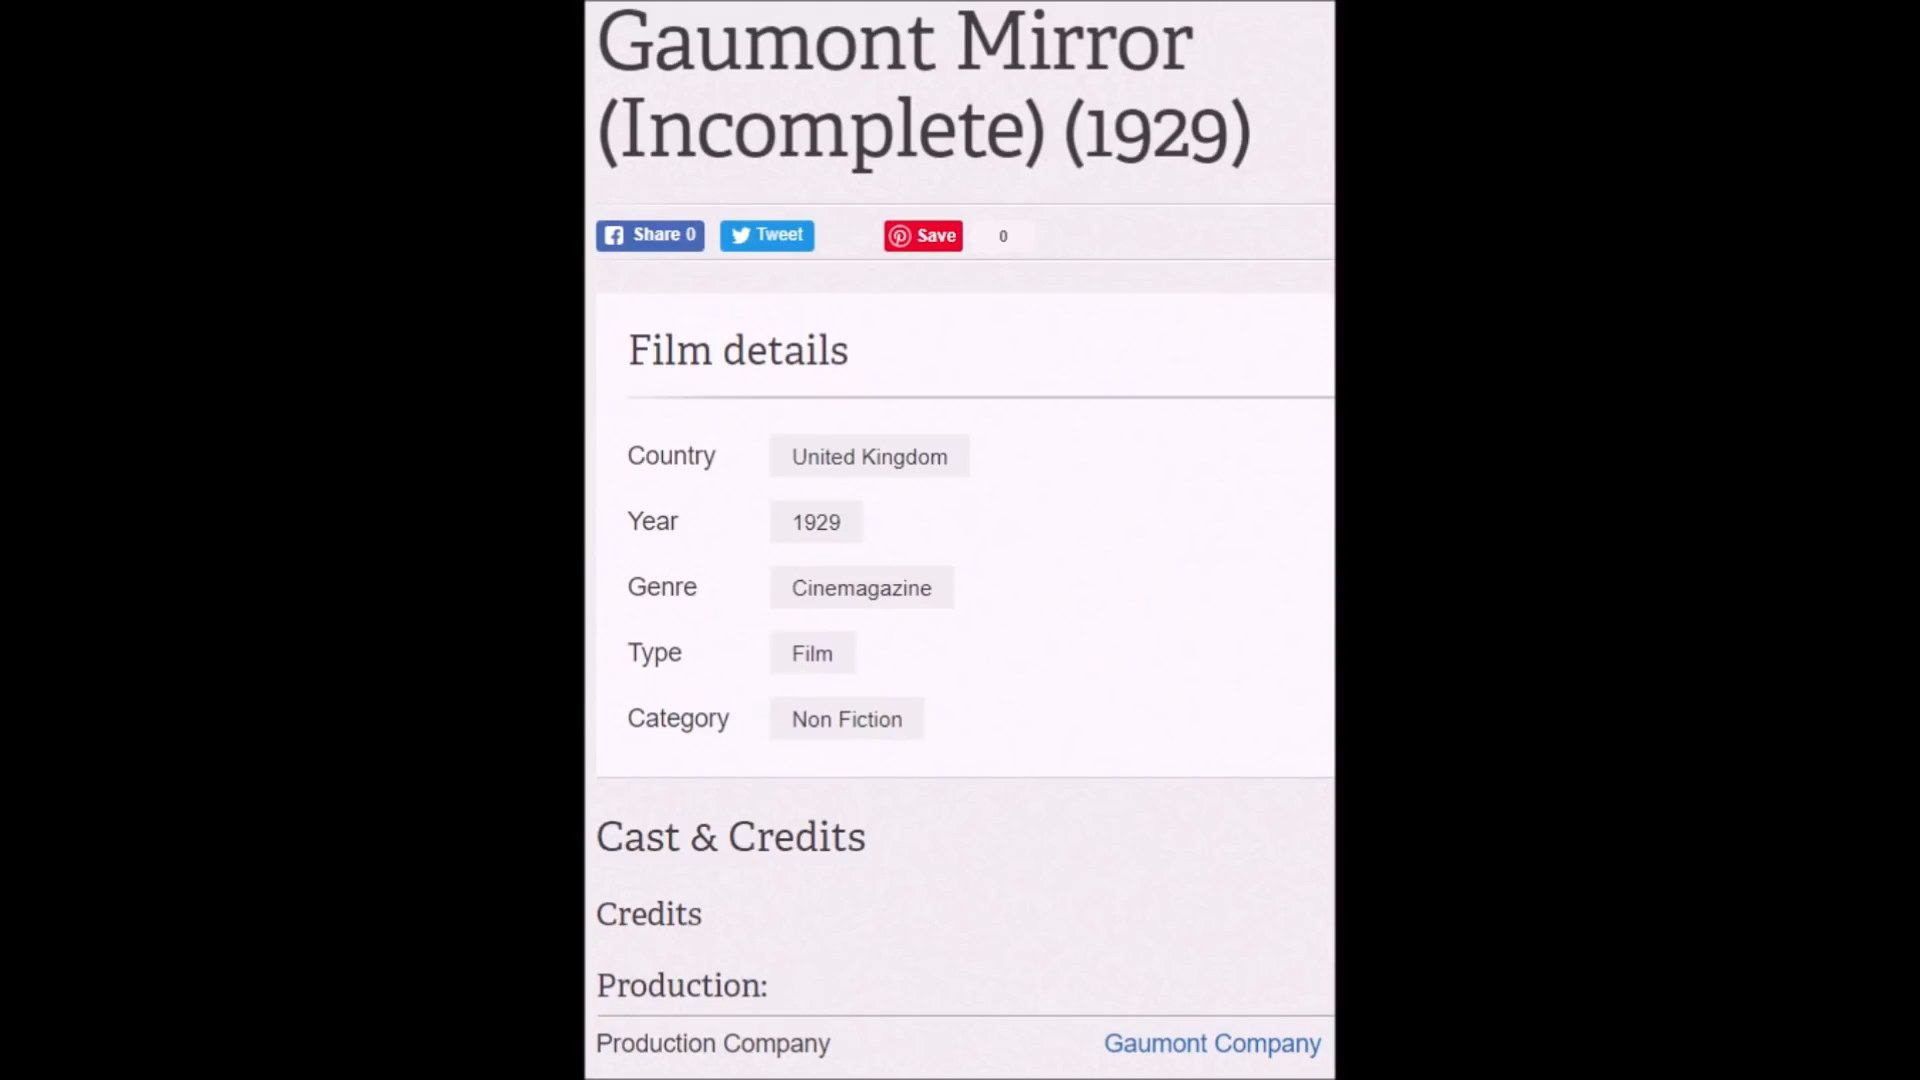 Gaumont Mirror
(Incomplete) (1929)
Share 0 Tweet Save 0
Film details
Country United Kingdom
Year 1929
Genre Cinemagazine
Type Film
Category Non Fiction
Cast & Credits
Credits
Production:
Production Company Gaumont Company